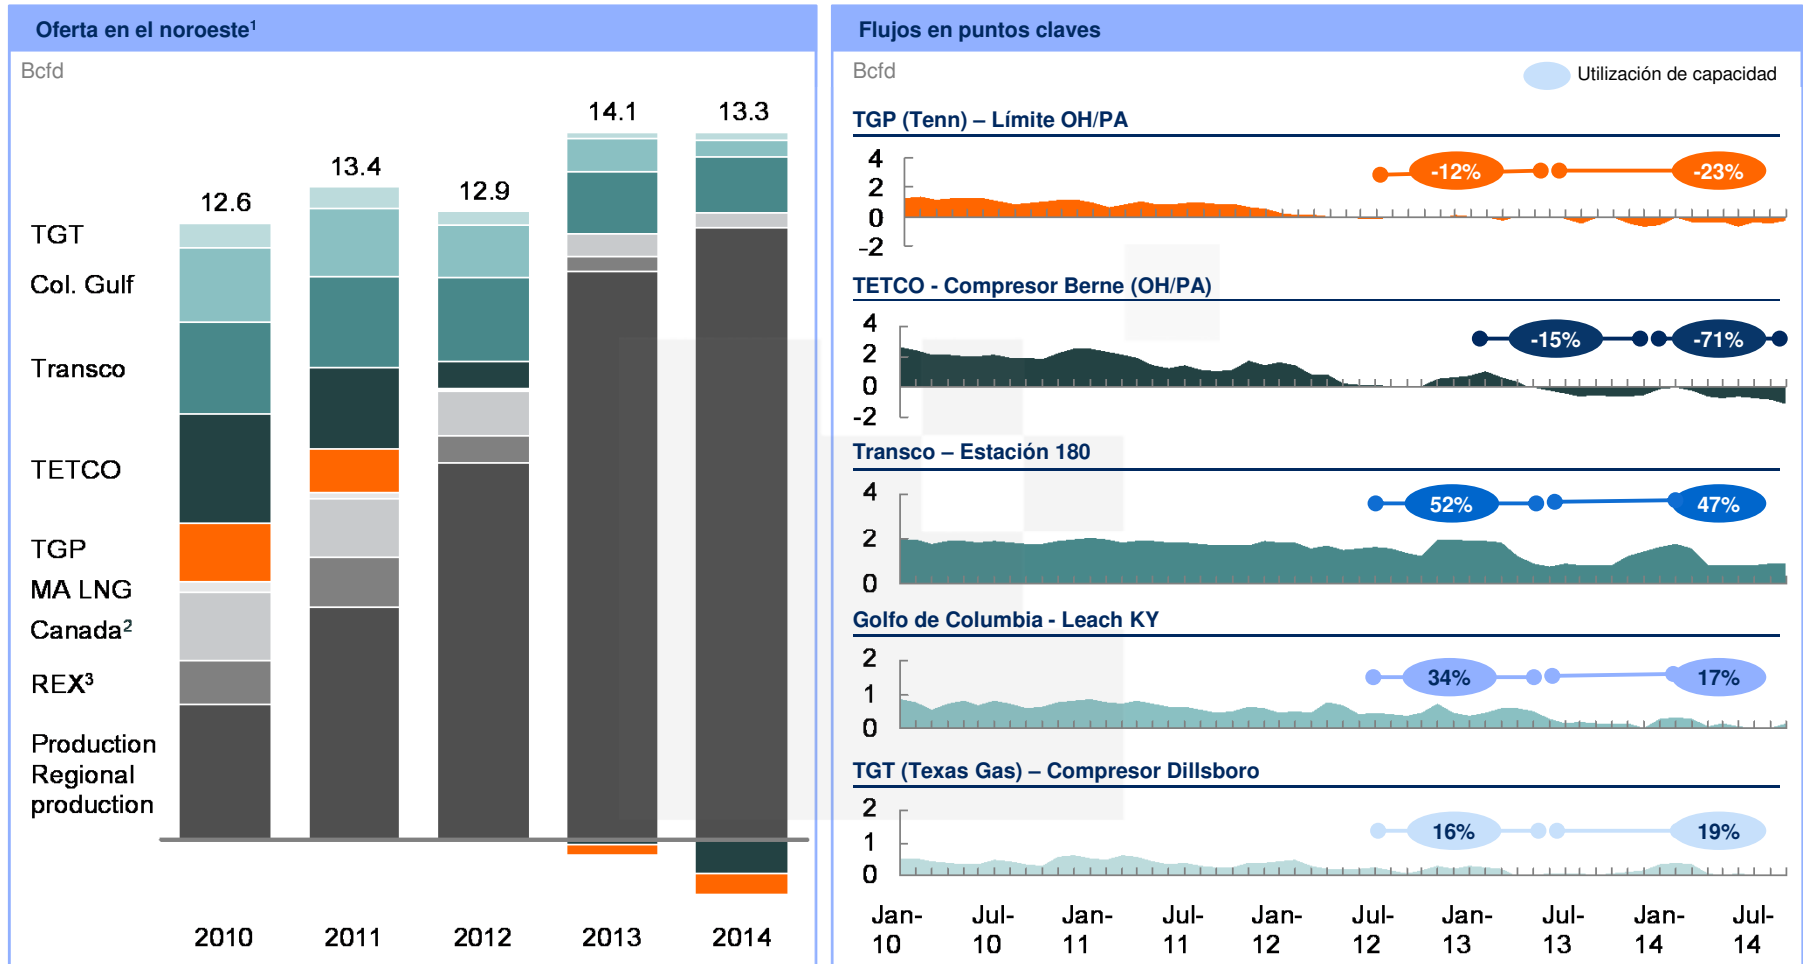 Oferta en el noroeste¹
Bcfd
12.6
13.4
12.9
14.1
13.3
TGT
Col. Gulf
Transco
TETCO
TGP
MA LNG
Canada²
REX³
Production
Regional
production
2010
2011
2012
2013
2014
Flujos en puntos claves
Bcfd
Utilización de capacidad
TGP (Tenn) – Límite OH/PA
4
2
0
-2
-12%
-23%
TETCO - Compresor Berne (OH/PA)
4
2
0
-2
-15%
-71%
Transco – Estación 180
4
2
0
52%
47%
Golfo de Columbia - Leach KY
2
1
0
34%
17%
TGT (Texas Gas) – Compresor Dillsboro
2
1
0
16%
19%
Jan-10
Jul-10
Jan-11
Jul-11
Jan-12
Jul-12
Jan-13
Jul-13
Jan-14
Jul-14